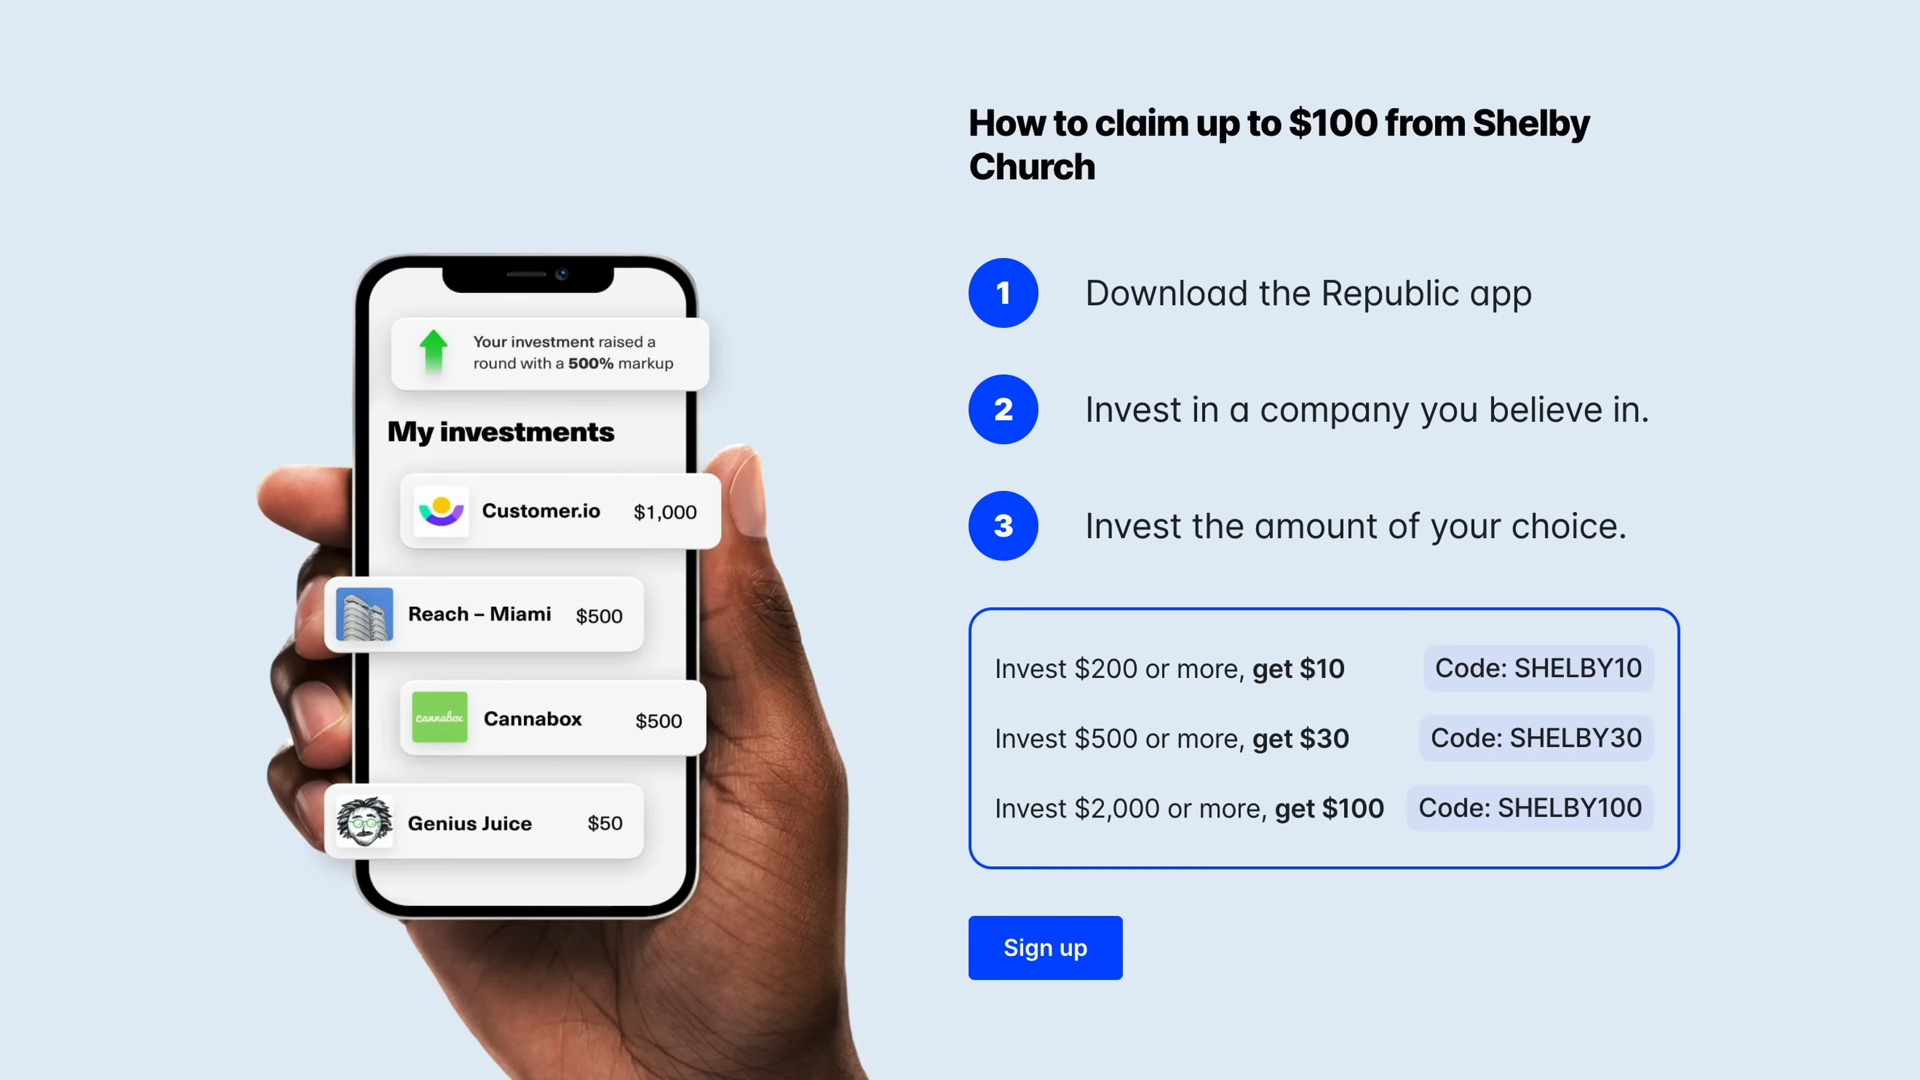 How to claim up to $100 from Shelby
Church
1 Download the Republic app
2 Invest in a company you believe in.
3 Invest the amount of your choice.
Invest $200 or more, get $10 Code: SHELBY10
Invest $500 or more, get $30 Code: SHELBY30
Invest $2,000 or more, get $100 Code: SHELBY100
Sign up
Your investment raised a
round with a 500% markup
My investments
Customer.io $1,000
Reach – Miami $500
cannabox Cannabox $500
Genius Juice $50